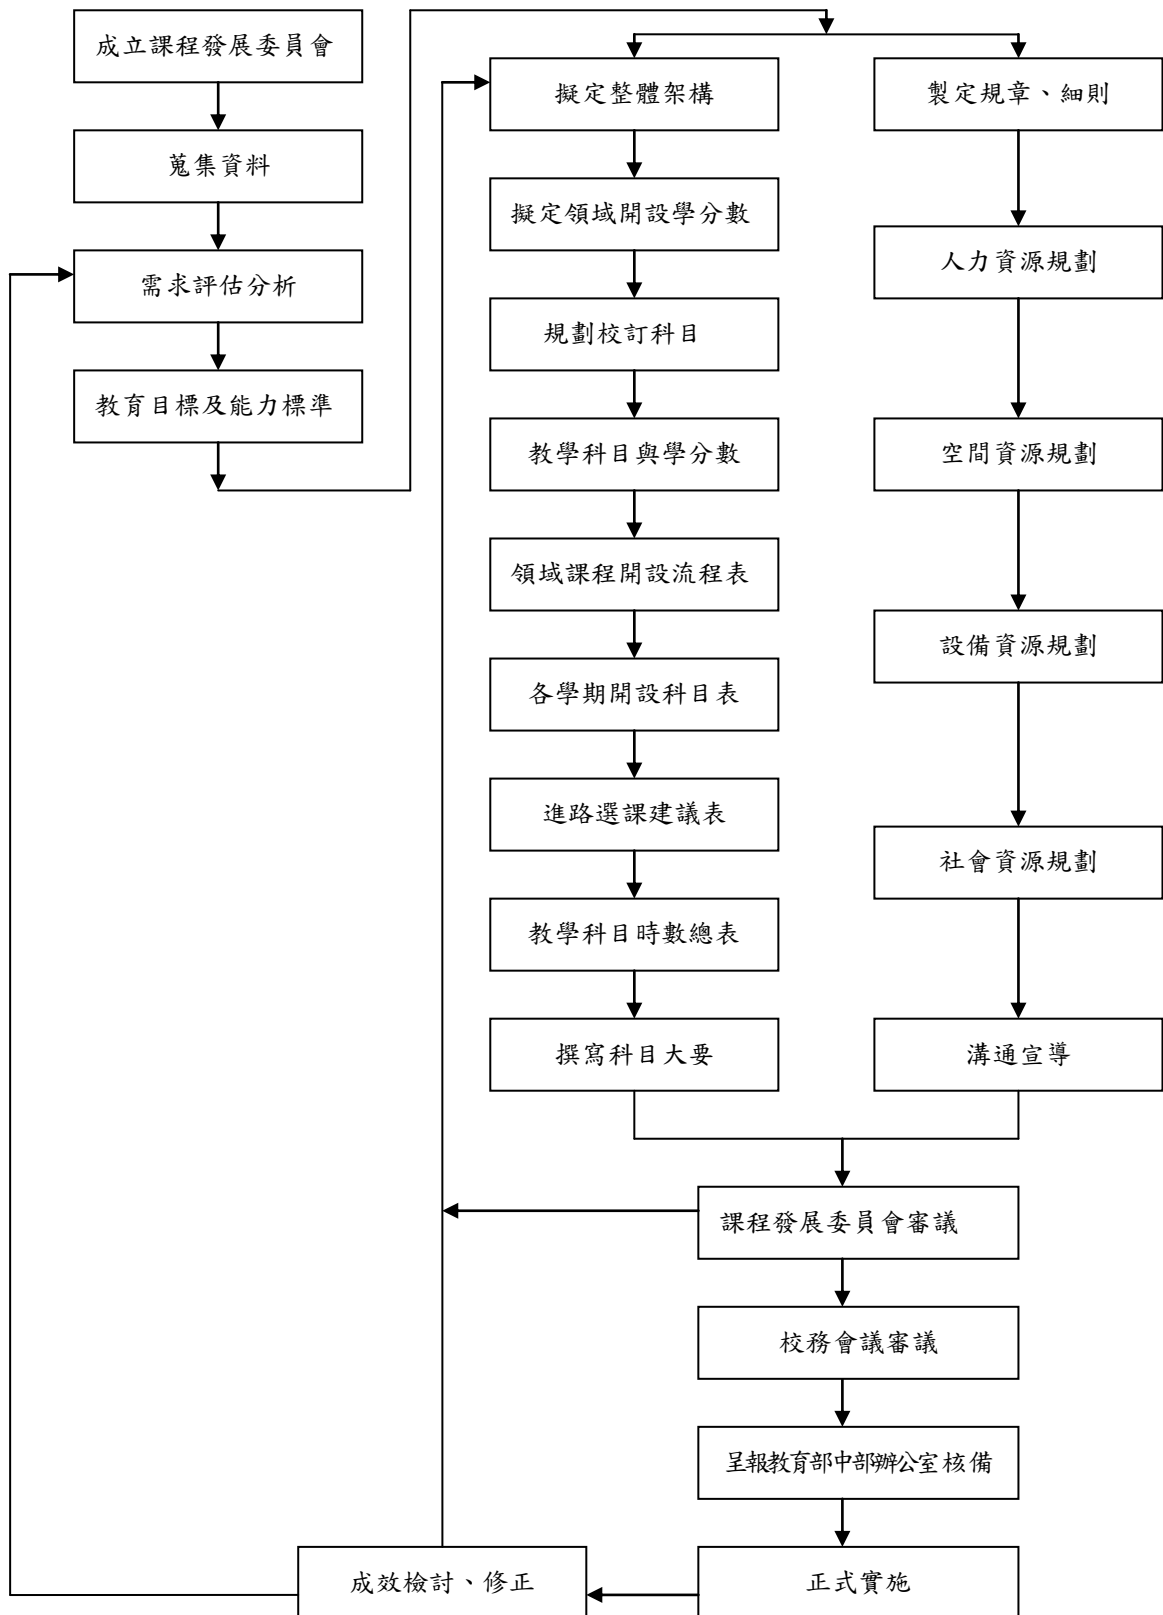 成立課程發展委員會
蒐集資料
需求評估分析
教育目標及能力標準
擬定整體架構
擬定領域開設學分數
規劃校訂科目
教學科目與學分數
領域課程開設流程表
各學期開設科目表
進路選課建議表
教學科目時數總表
撰寫科目大要
製定規章、細則
人力資源規劃
空間資源規劃
設備資源規劃
社會資源規劃
溝通宣導
課程發展委員會審議
校務會議審議
呈報教育部中部辦公室核備
正式實施
成效檢討、修正